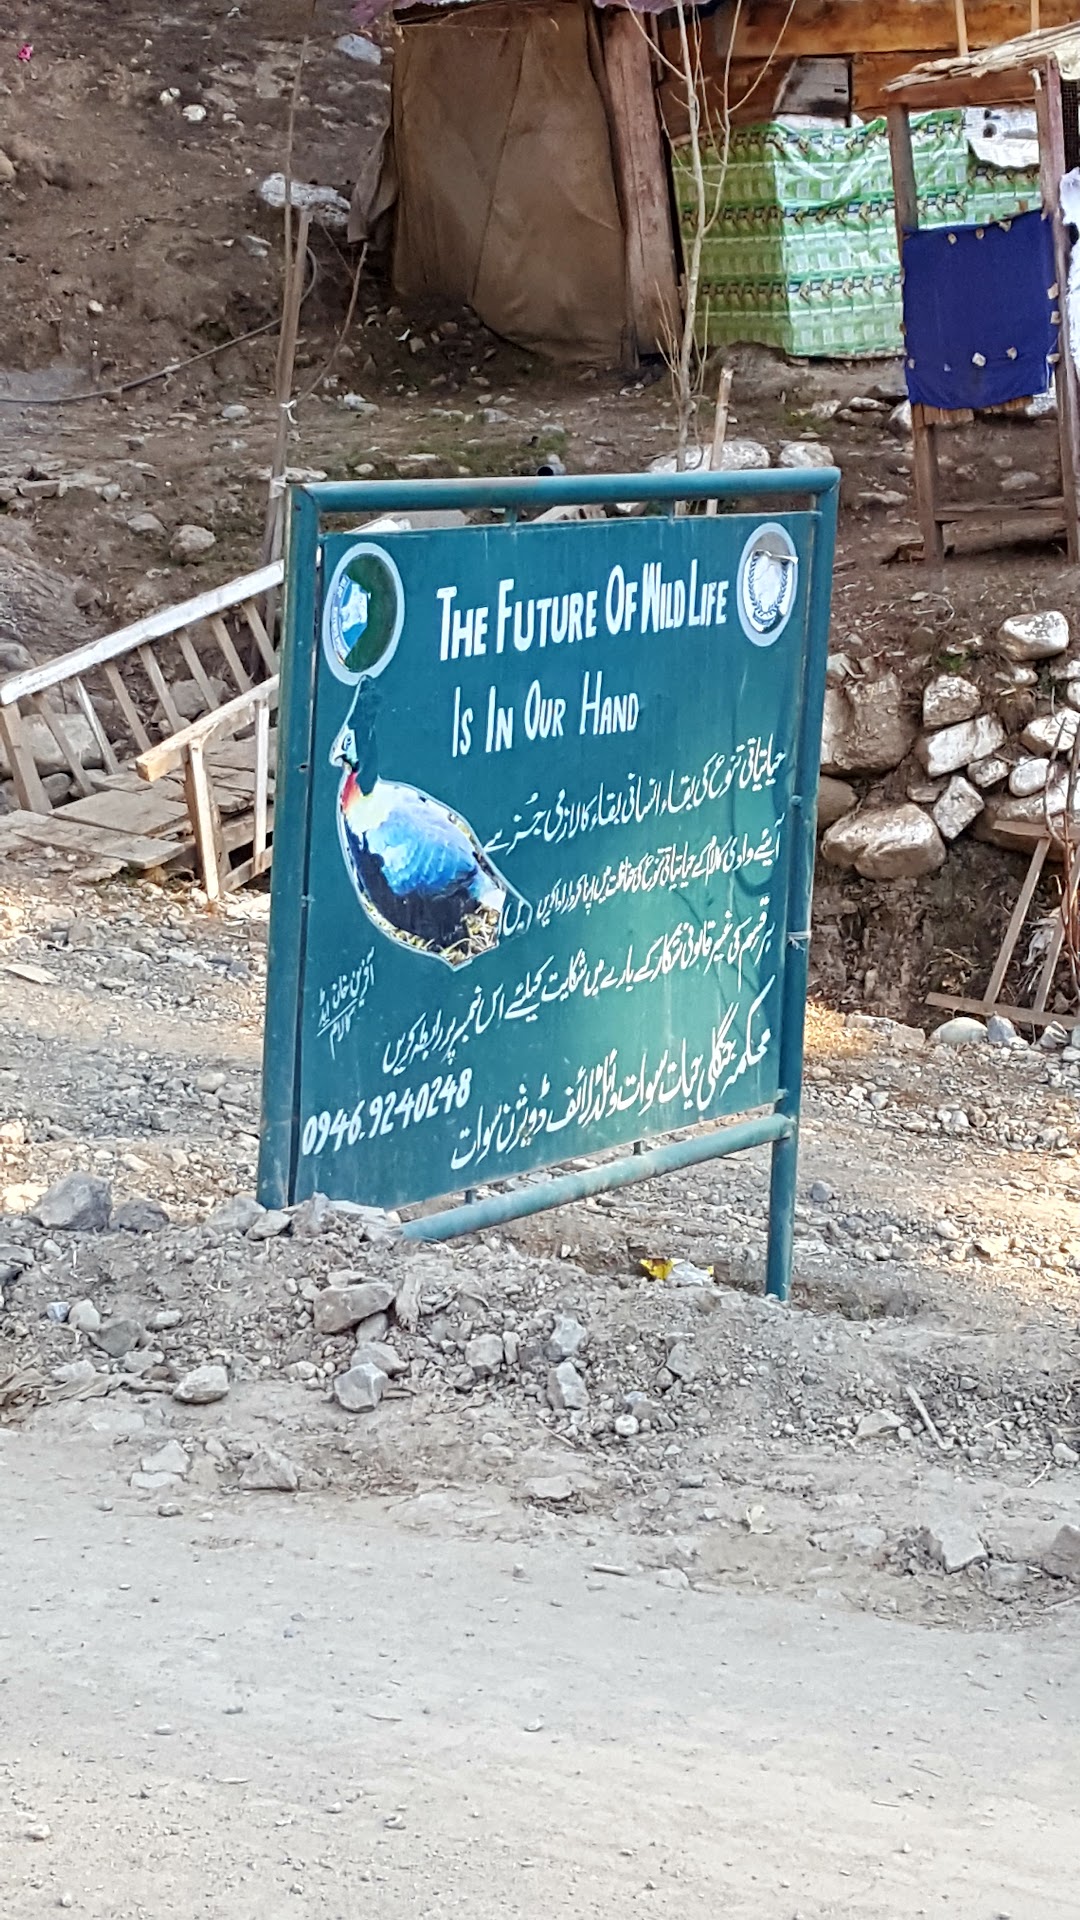 THE FUTURE OF WILD LIFE
IS IN OUR HAND
حیاتیاتی تنوع کی بقاء انسانی بقاء کا لازمی جُز ہے
آیئے وادی کالام کے حیاتیاتی تنوع کی حفاظت میں اپنا کردار ادا کریں
ہر قسم کی غیر قانونی شکار کے بارے میں شکایت کیلئے اس نمبر پر رابطہ کریں
0946.9240248
محکمہ جنگلی حیات سوات وائلڈ لائف ڈویژن سوات
آفرین خان
کالام